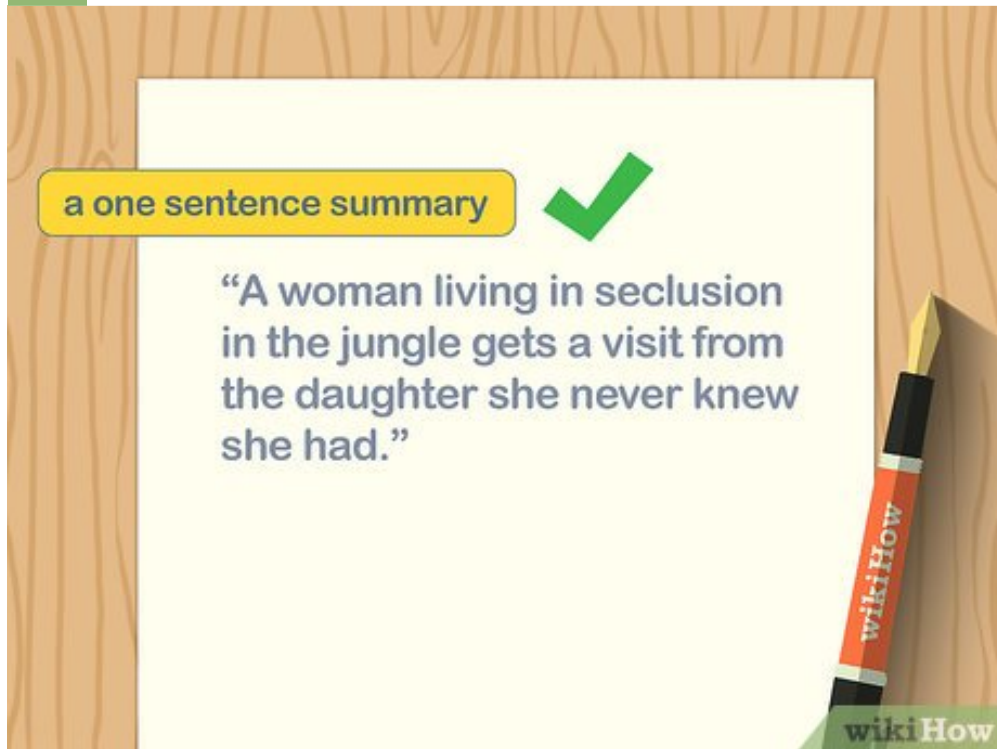 a one sentence summary
“A woman living in seclusion
in the jungle gets a visit from
the daughter she never knew
she had.”
wikiHow
wikiHow